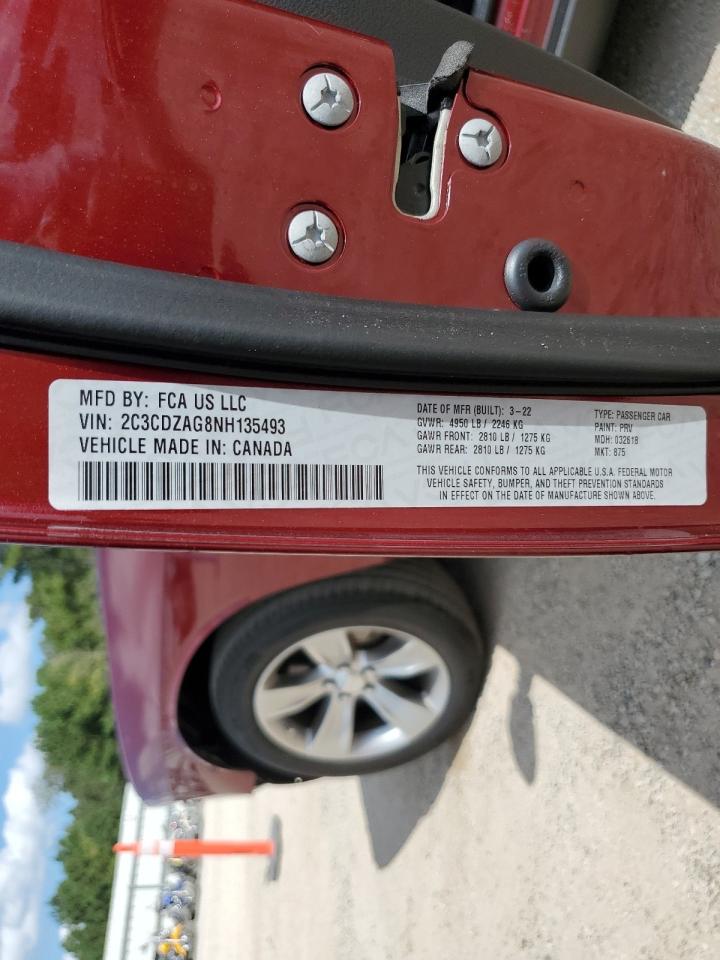 MFD BY: FCA US LLC
VIN: 2C3CDZAG8NH135493
VEHICLE MADE IN: CANADA
DATE OF MFR (BUILT): 3-22
GVWR: 4950 LB / 2246 KG
GAWR FRONT: 2810 LB / 1275 KG
GAWR REAR: 2810 LB / 1275 KG
TYPE: PASSENGER CAR
PAINT: PRV
MDH: 032618
MKT: 875
THIS VEHICLE CONFORMS TO ALL APPLICABLE U.S.A. FEDERAL MOTOR
VEHICLE SAFETY, BUMPER, AND THEFT PREVENTION STANDARDS
IN EFFECT ON THE DATE OF MANUFACTURE SHOWN ABOVE.